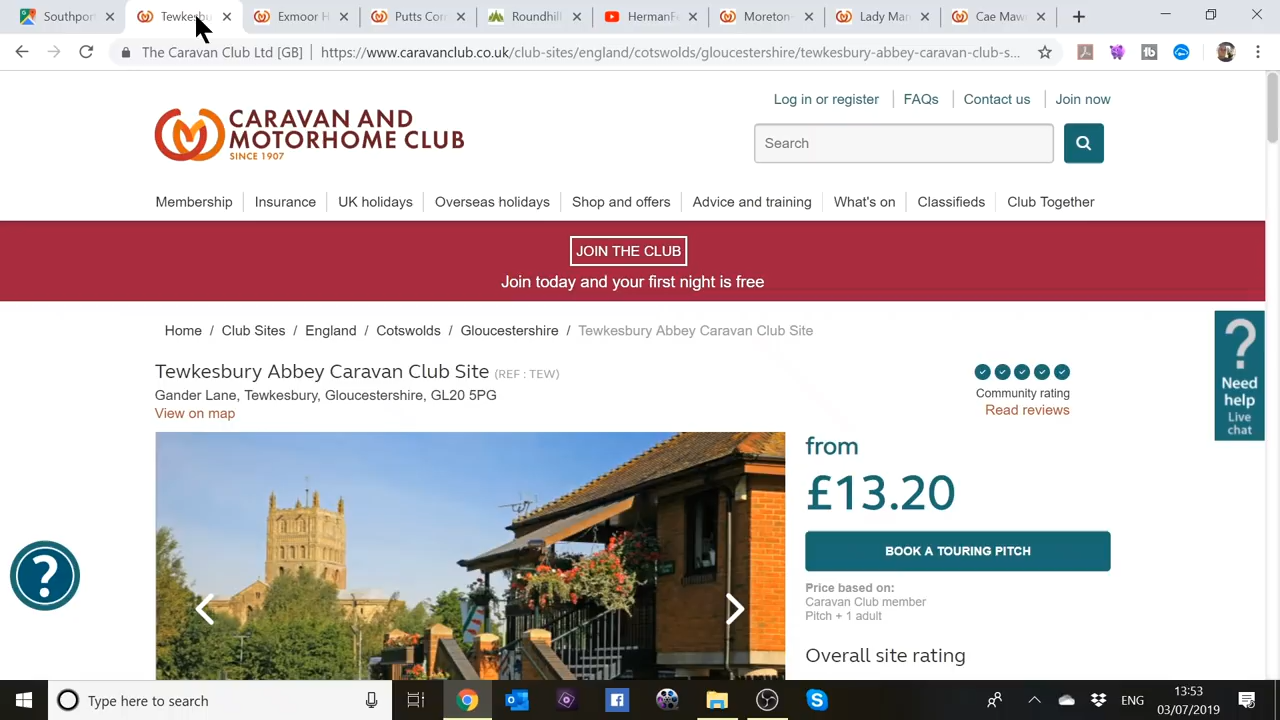 Southpor
Tewkesbu
Exmoor H
Putts Corn
Roundhill
HermanFe
Moreton-
Lady Mar
Cae Mawr
The Caravan Club Ltd [GB] | https://www.caravanclub.co.uk/club-sites/england/cotswolds/gloucestershire/tewkesbury-abbey-caravan-club-s...
Log in or register
FAQs
Contact us
Join now
CARAVAN AND
MOTORHOME CLUB
SINCE 1907
Search
Membership
Insurance
UK holidays
Overseas holidays
Shop and offers
Advice and training
What's on
Classifieds
Club Together
JOIN THE CLUB
Join today and your first night is free
Home / Club Sites / England / Cotswolds / Gloucestershire / Tewkesbury Abbey Caravan Club Site
Tewkesbury Abbey Caravan Club Site (REF : TEW)
Gander Lane, Tewkesbury, Gloucestershire, GL20 5PG
View on map
Community rating
Read reviews
?
Need
help
Live
chat
from
£13.20
BOOK A TOURING PITCH
Price based on:
Caravan Club member
Pitch + 1 adult
Overall site rating
?
Type here to search
ENG
13:53
03/07/2019